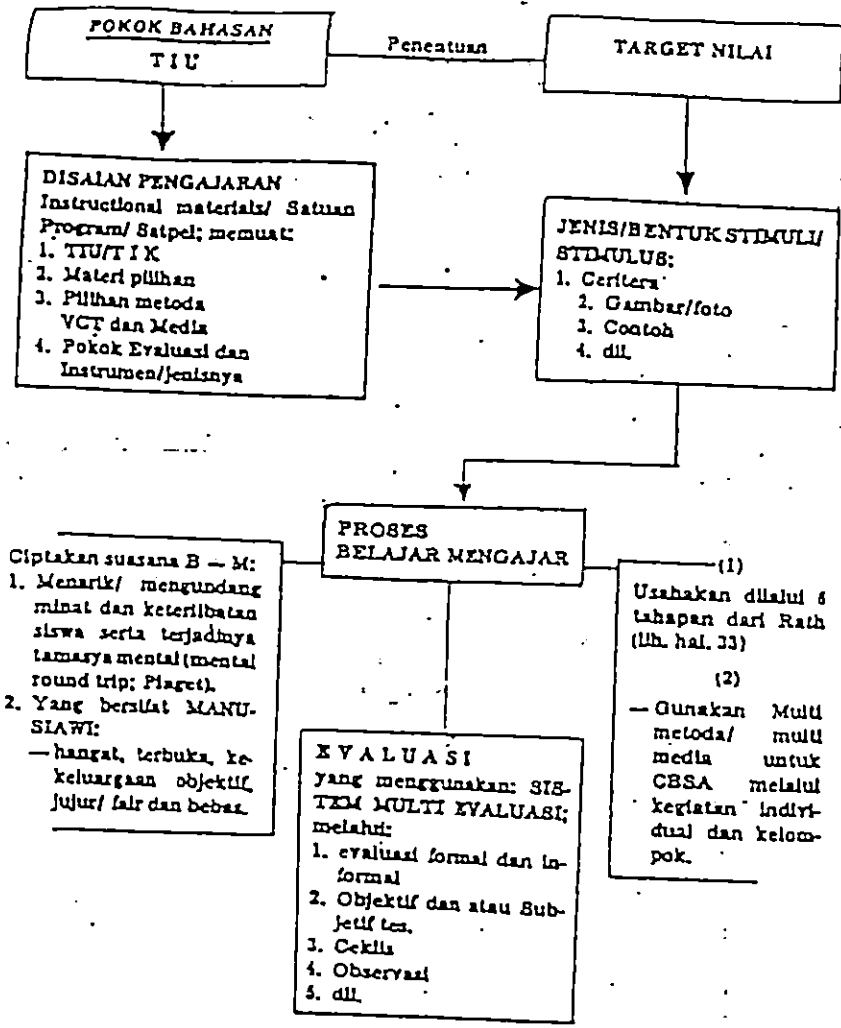 POKOK BAHASAN
TIU
Penentuan
TARGET NILAI
DISAIAN PENGAJARAN
Instructional materials/ Satuan
Program/ Satpel; memuat:
1. TIU/T I K
2. Materi pilihan
3. Pilihan metoda
VCT dan Media
4. Pokok Evaluasi dan
Instrumen/jenisnya
JENIS/BENTUK STIMULI/
STIMULUS:
1. Ceritera
2. Gambar/foto
3. Contoh
4. dll.
PROSES
BELAJAR MENGAJAR
Ciptakan suasana B — M:
1. Menarik/ mengundang
minat dan keterlibatan
siswa serta terjadinya
tamasya mental (mental
round trip; Piaget).
2. Yang bersifat MANU-
SIAWI:
— hangat, terbuka, ke-
keluargaan objektif,
jujur/ fair dan bebas.
EVALUASI
yang menggunakan: SIS-
TEM MULTI EVALUASI;
melalui:
1. evaluasi formal dan in-
formal
2. Objektif dan atau Sub-
jetif tes.
3. Ceklis
4. Observasi
5. dll.
(1)
Usahakan dilalui 6
tahapan dari Rath
(lih. hal. 33)
(2)
— Gunakan Multi
metoda/ multi
media untuk
CBSA melalui
kegiatan indivi-
dual dan kelom-
pok.